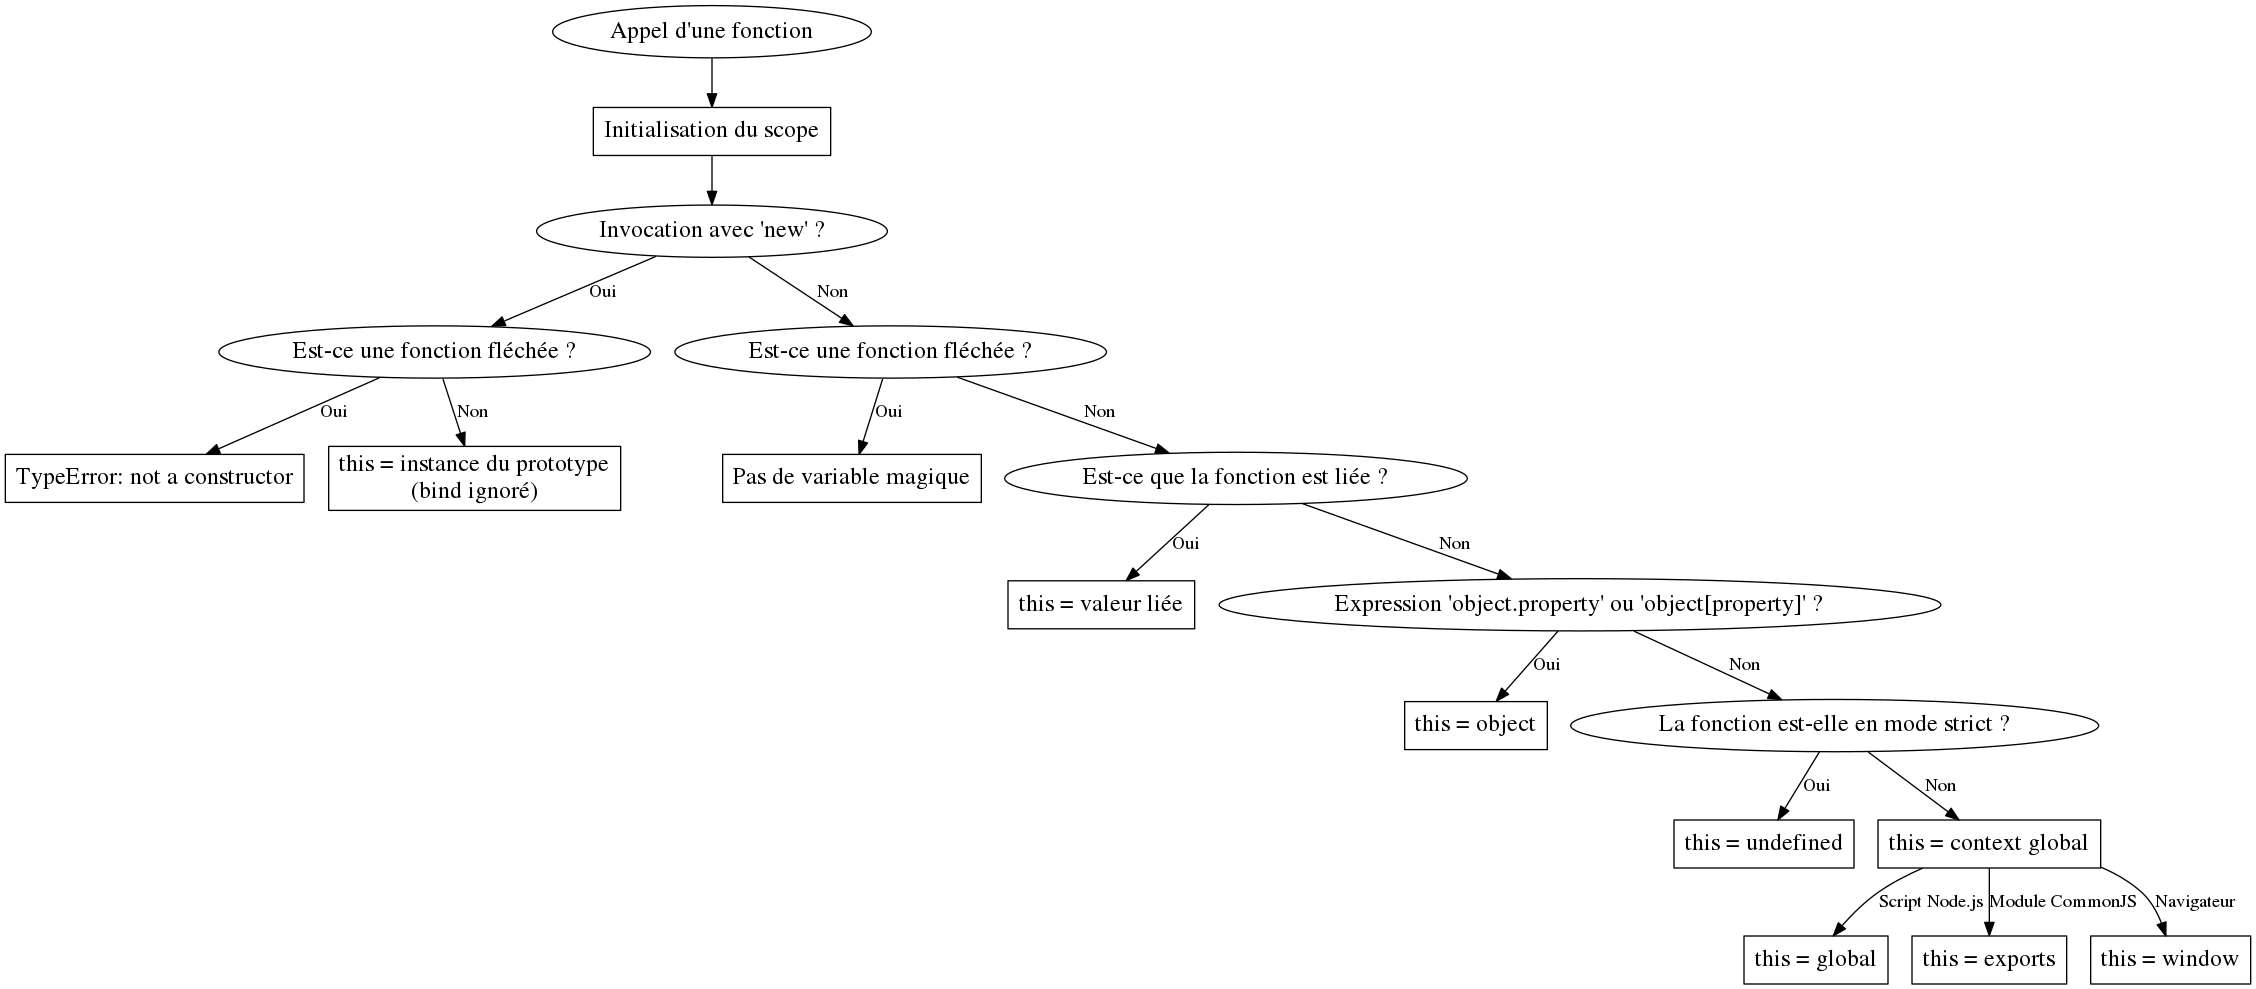 Appel d'une fonction
Initialisation du scope
Invocation avec 'new' ?
Oui
Non
Est-ce une fonction fléchée ?
Est-ce une fonction fléchée ?
Oui
Non
Oui
Non
TypeError: not a constructor
this = instance du prototype
(bind ignoré)
Pas de variable magique
Est-ce que la fonction est liée ?
Oui
Non
this = valeur liée
Expression 'object.property' ou 'object[property]' ?
Oui
Non
this = object
La fonction est-elle en mode strict ?
Oui
Non
this = undefined
this = context global
Script Node.js
Module CommonJS
Navigateur
this = global
this = exports
this = window